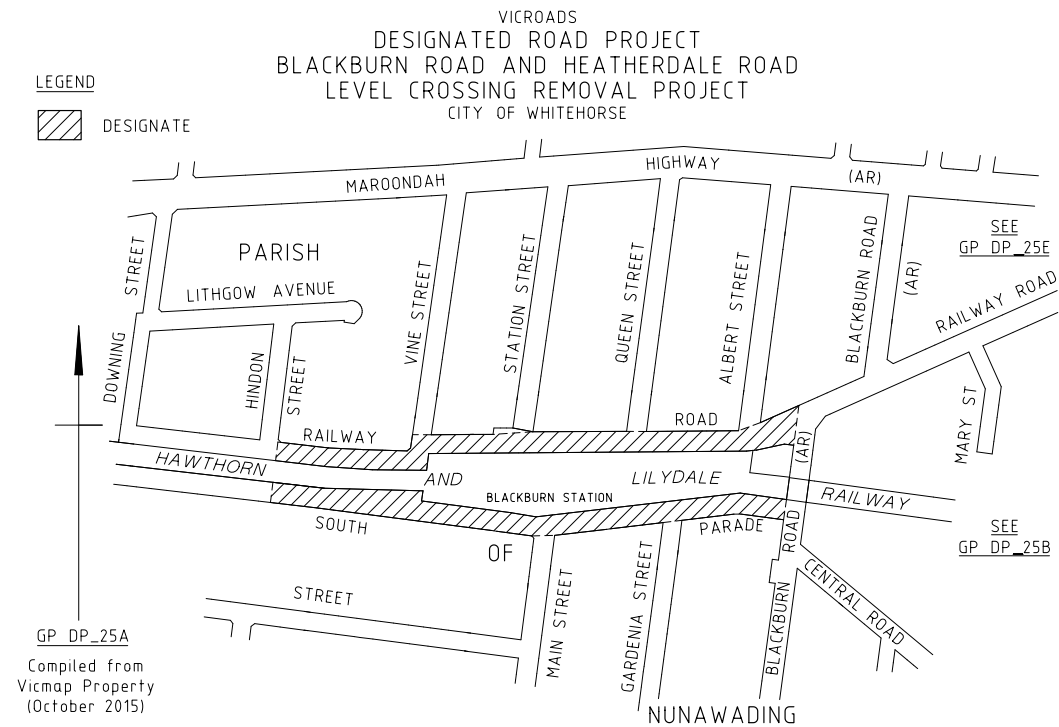 VICROADS
DESIGNATED ROAD PROJECT
BLACKBURN ROAD AND HEATHERDALE ROAD
LEVEL CROSSING REMOVAL PROJECT
CITY OF WHITEHORSE
LEGEND
DESIGNATE
MAROONDAH
HIGHWAY
(AR)
PARISH
STREET
LITHGOW AVENUE
DOWNING
HINDON
STREET
VINE STREET
STATION STREET
QUEEN STREET
ALBERT STREET
BLACKBURN ROAD
(AR)
SEE
GP DP_25E
RAILWAY ROAD
MARY ST
RAILWAY
ROAD
(AR)
HAWTHORN
AND
LILYDALE
RAILWAY
BLACKBURN STATION
SOUTH
PARADE
OF
SEE
GP DP_25B
ROAD
BLACKBURN
CENTRAL ROAD
STREET
MAIN STREET
GARDENIA STREET
NUNAWADING
GP DP_25A
Compiled from
Vicmap Property
(October 2015)